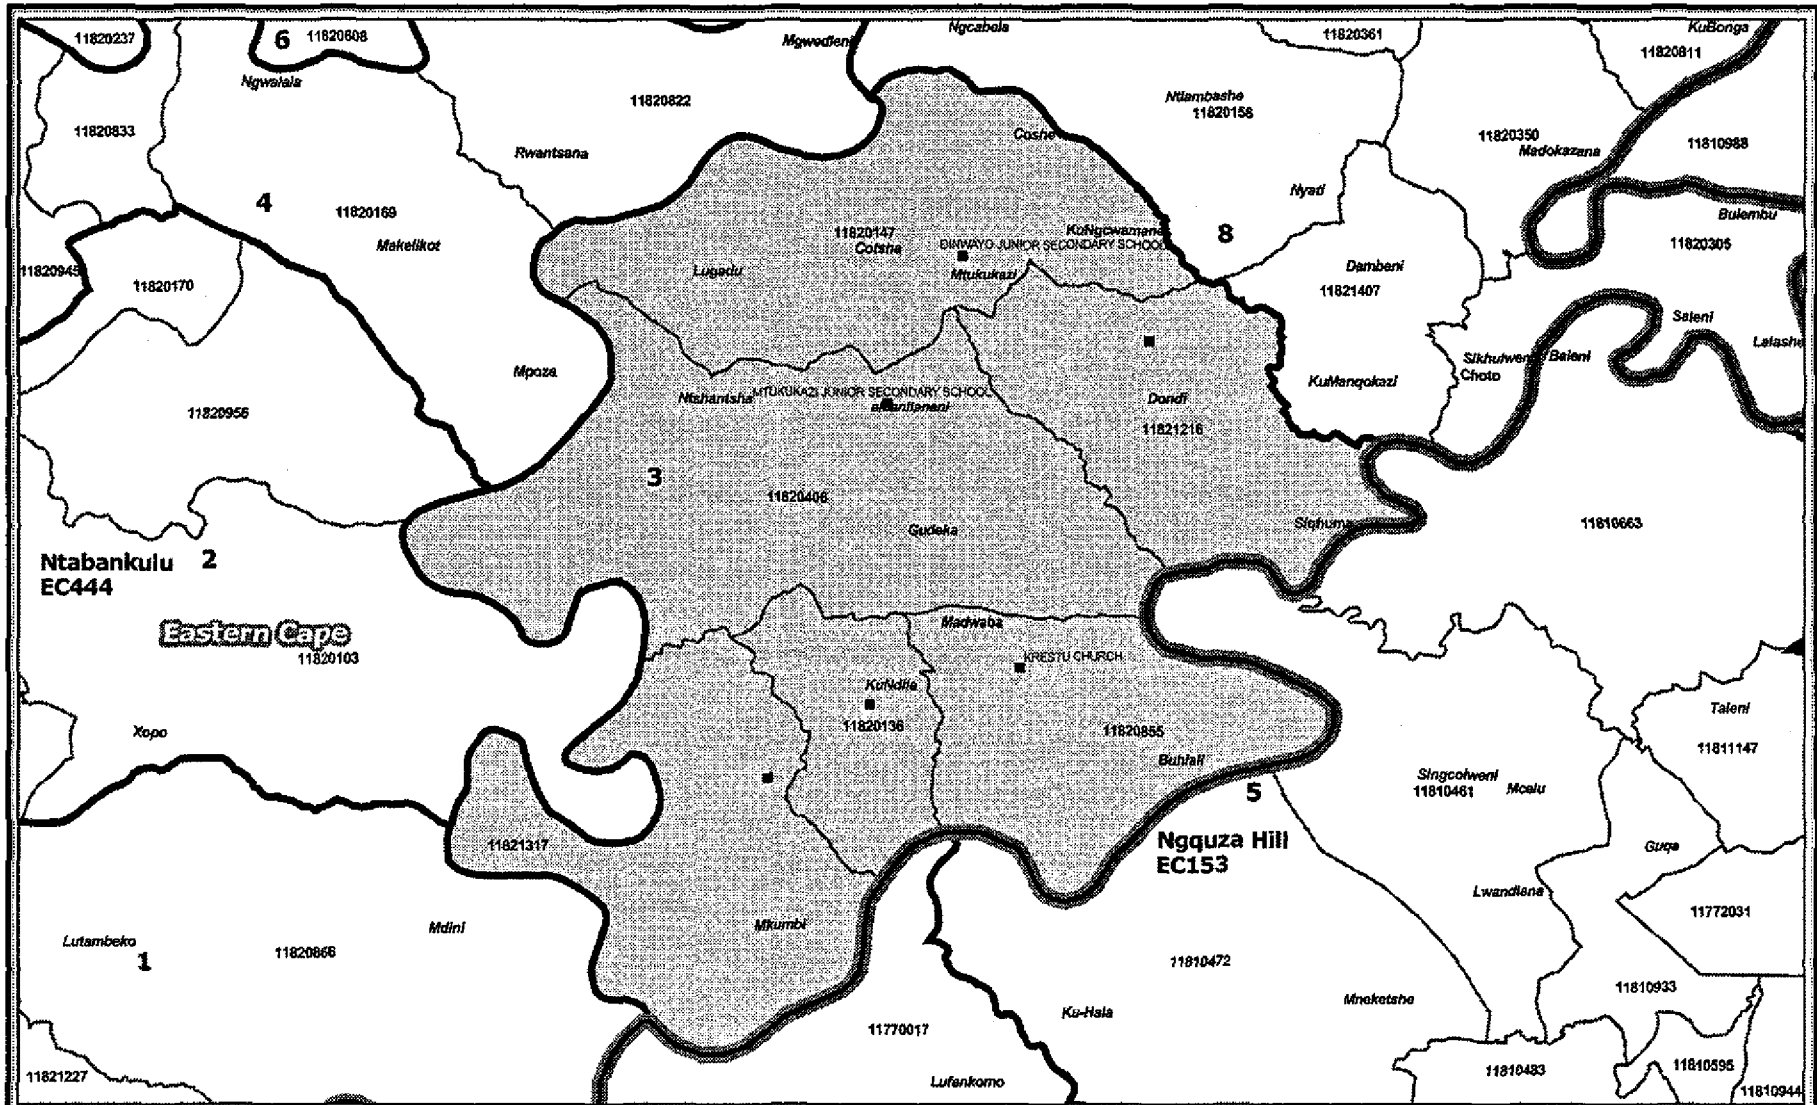 11820237
6
11820608
Mgwedleni
Ngcabela
11820361
KuBonga
11820811
Ngwalala
11820822
Ntlambashe
11820158
11820833
Rwantsana
Coshe
11820350
Madokazana
11810988
4
11820169
Makelikot
Nyati
Bulembu
11820147
Cotsha
KuNgcwamane
8
11820305
DINWAYO JUNIOR SECONDARY SCHOOL
11820945
11820170
Lugadu
Mtukukazi
Dambeni
11821407
Saleni
Lalashe
Mpoza
Sikhulweni
Baleni
Choto
KuManqokazi
Ntshantsha
MTUKUKAZI JUNIOR SECONDARY SCHOOL
Dondi
11821216
11820956
3
11820406
Gudeka
Siqhuma
11810663
Ntabankulu
EC444
2
Eastern Cape
11820103
Madwaba
KRESTU CHURCH
KuNdile
11820136
11820855
Buhlali
Xopo
Taleni
11811147
Singcolweni
11810461
Mcelu
5
Ngquza Hill
EC153
11821317
Guqa
Lwandlana
11772031
Lutambeko
1
11820866
Mdini
Mkumbi
11810472
Mneketshe
11810933
Ku-Hala
11770017
11821227
Lufankomo
11810483
11810595
11810944